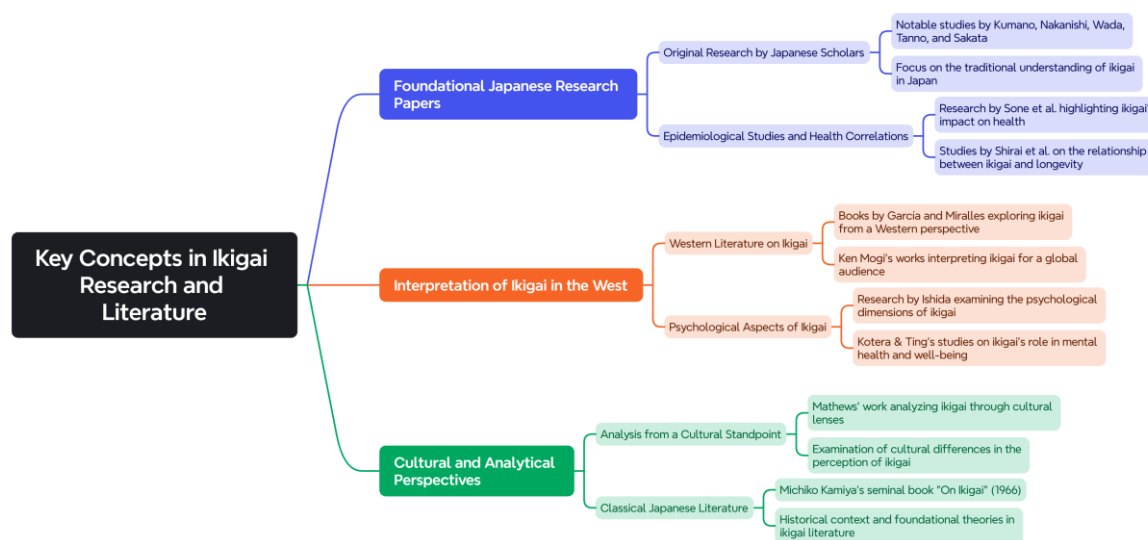 Key Concepts in Ikigai
Research and
Literature
Foundational Japanese Research
Papers
Original Research by Japanese Scholars
Notable studies by Kumano, Nakanishi, Wada,
Tanno, and Sakata
Focus on the traditional understanding of ikigai
in Japan
Epidemiological Studies and Health Correlations
Research by Sone et al. highlighting ikigai'
impact on health
Studies by Shirai et al. on the relationship
between ikigai and longevity
Interpretation of Ikigai in the West
Western Literature on Ikigai
Books by García and Miralles exploring ikigai
from a Western perspective
Ken Mogi's works interpreting ikigai for a global
audience
Psychological Aspects of Ikigai
Research by Ishida examining the psychological
dimensions of ikigai
Kotera & Ting's studies on ikigai's role in mental
health and well-being
Cultural and Analytical
Perspectives
Analysis from a Cultural Standpoint
Mathews' work analyzing ikigai through cultural
lenses
Examination of cultural differences in the
perception of ikigai
Classical Japanese Literature
Michiko Kamiya's seminal book "On Ikigai" (1966)
Historical context and foundational theories in
ikigai literature